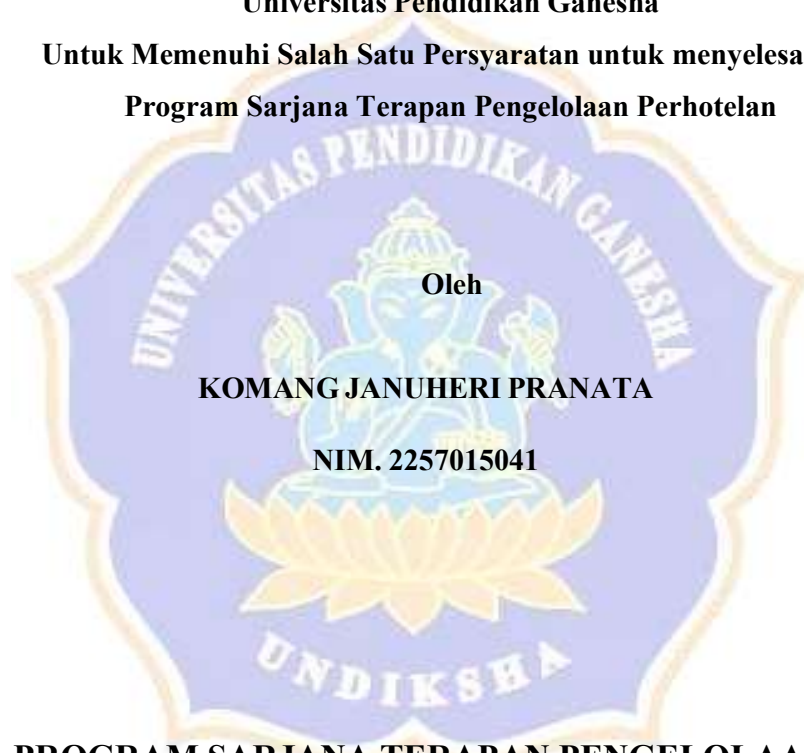 Universitas Pendidikan Ganesha
Untuk Memenuhi Salah Satu Persyaratan untuk menyelesa
Program Sarjana Terapan Pengelolaan Perhotelan
UNIVERSITAS PENDIDIKAN GANESHA
Oleh
KOMANG JANUHERI PRANATA
NIM. 2257015041
UNDIKSHA
PROGRAM SARJANA TERAPAN PENGELOLAA